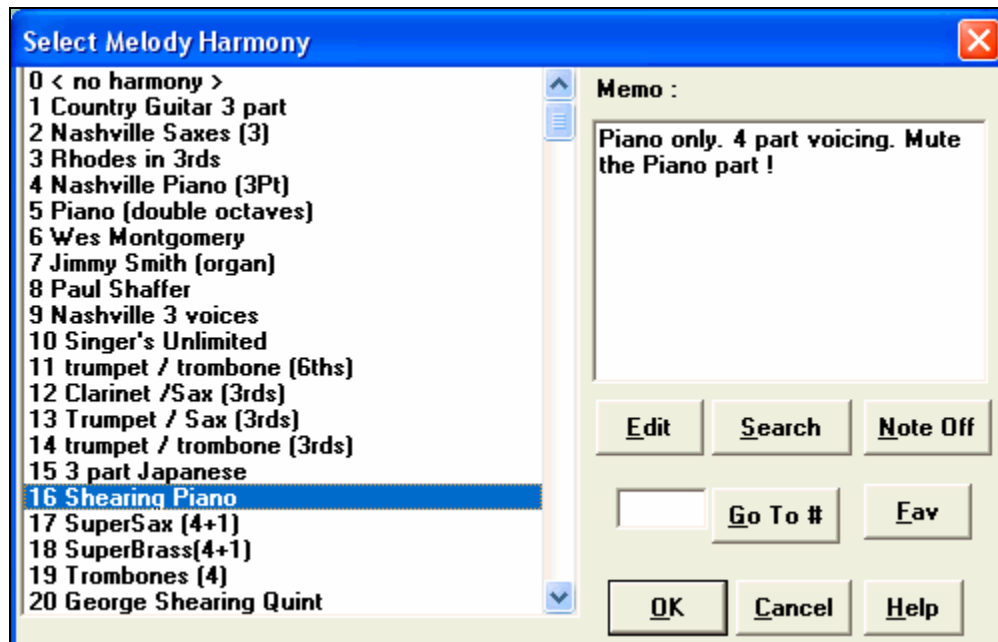 Select Melody Harmony
0 < no harmony >
1 Country Guitar 3 part
2 Nashville Saxes (3)
3 Rhodes in 3rds
4 Nashville Piano (3Pt)
5 Piano (double octaves)
6 Wes Montgomery
7 Jimmy Smith (organ)
8 Paul Shaffer
9 Nashville 3 voices
10 Singer's Unlimited
11 trumpet / trombone (6ths)
12 Clarinet /Sax (3rds)
13 Trumpet / Sax (3rds)
14 trumpet / trombone (3rds)
15 3 part Japanese
16 Shearing Piano
17 SuperSax (4+1)
18 SuperBrass(4+1)
19 Trombones (4)
20 George Shearing Quint
Memo :
Piano only. 4 part voicing. Mute
the Piano part !
Edit Search Note Off
Go To # Fav
OK Cancel Help